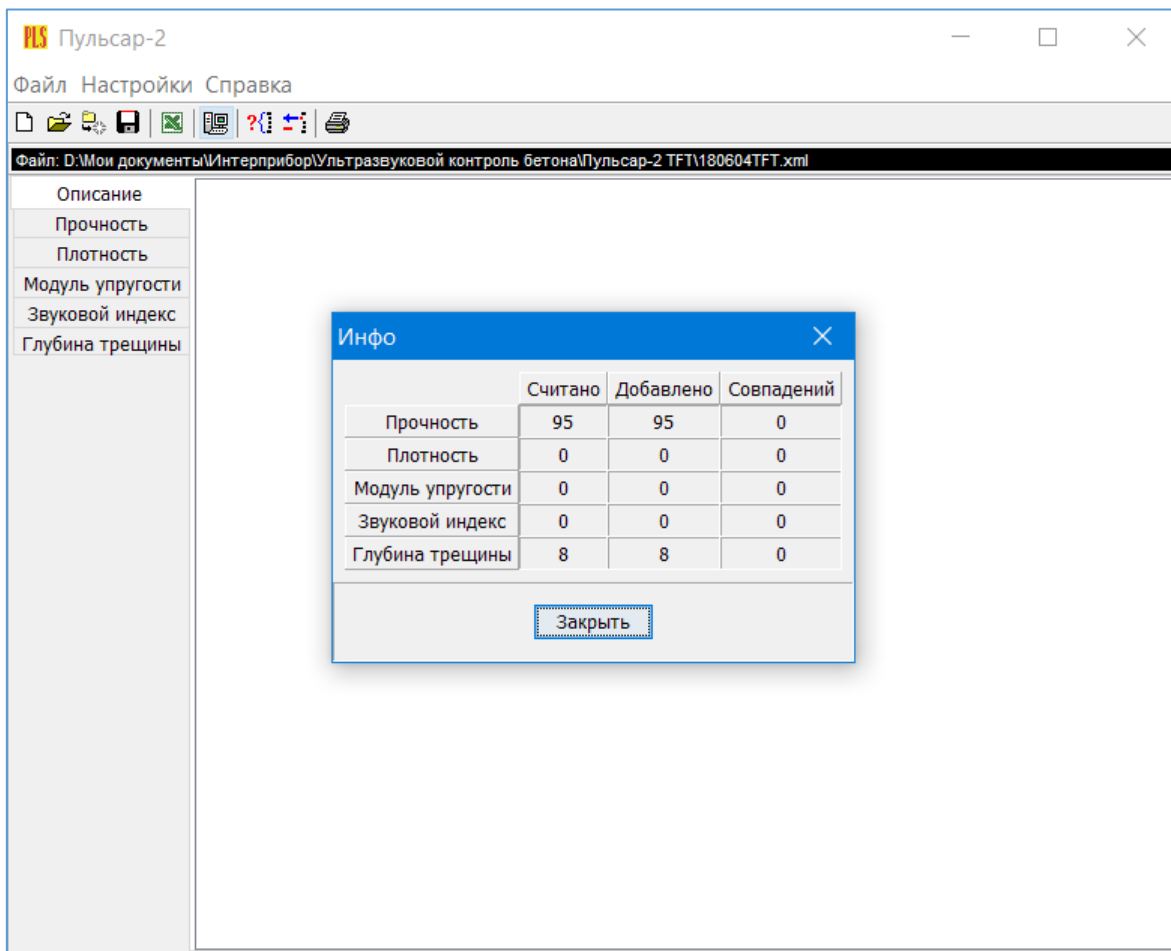 PLS Пульсар-2
Файл Настройки Справка
Файл: D:\Мои документы\Интерприбор\Ультразвуковой контроль бетона\Пульсар-2 TFT\180604TFT.xml
Описание
Прочность
Плотность
Модуль упругости
Звуковой индекс
Глубина трещины
Инфо
Считано Добавлено Совпадений
Прочность 95 95 0
Плотность 0 0 0
Модуль упругости 0 0 0
Звуковой индекс 0 0 0
Глубина трещины 8 8 0
Закрыть